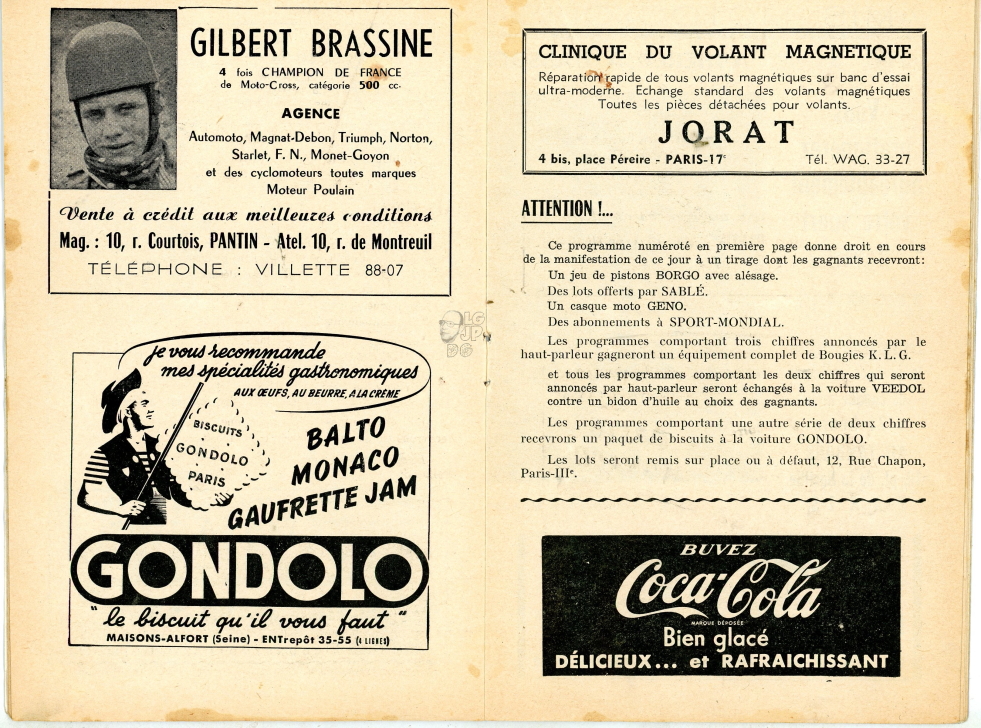 GILBERT BRASSINE
4 fois CHAMPION DE FRANCE
de Moto-Cross, catégorie 500 cc.
AGENCE
Automoto, Magnat-Debon, Triumph, Norton,
Starlet, F. N., Monet-Goyon
et des cyclomoteurs toutes marques
Moteur Poulain
Vente à crédit aux meilleures conditions
Mag. : 10, r. Courtois, PANTIN - Atel. 10, r. de Montreuil
TÉLÉPHONE : VILLETTE 88-07
je vous recommande
mes spécialités gastronomiques
AUX ŒUFS, AU BEURRE, A LA CRÈME
BISCUITS
GONDOLO
PARIS
BALTO
MONACO
GAUFRETTE JAM
GONDOLO
"le biscuit qu'il vous faut"
MAISONS-ALFORT (Seine) - ENTrepôt 35-55 (4 LIGNES)
LG
JP
DG
CLINIQUE DU VOLANT MAGNETIQUE
Réparation rapide de tous volants magnétiques sur banc d'essai
ultra-moderne. Echange standard des volants magnétiques
Toutes les pièces détachées pour volants.
JORAT
4 bis, place Péreire - PARIS-17e Tél. WAG. 33-27
ATTENTION !...
Ce programme numéroté en première page donne droit en cours
de la manifestation de ce jour à un tirage dont les gagnants recevront:
Un jeu de pistons BORGO avec alésage.
Des lots offerts par SABLÉ.
Un casque moto GENO.
Des abonnements à SPORT-MONDIAL.
Les programmes comportant trois chiffres annoncés par le
haut-parleur gagneront un équipement complet de Bougies K. L. G.
et tous les programmes comportant les deux chiffres qui seront
annoncés par haut-parleur seront échangés à la voiture VEEDOL
contre un bidon d'huile au choix des gagnants.
Les programmes comportant une autre série de deux chiffres
recevrons un paquet de biscuits à la voiture GONDOLO.
Les lots seront remis sur place ou à défaut, 12, Rue Chapon,
Paris-IIIe.
BUVEZ
Coca-Cola
MARQUE DÉPOSÉE
Bien glacé
DÉLICIEUX... et RAFRAICHISSANT